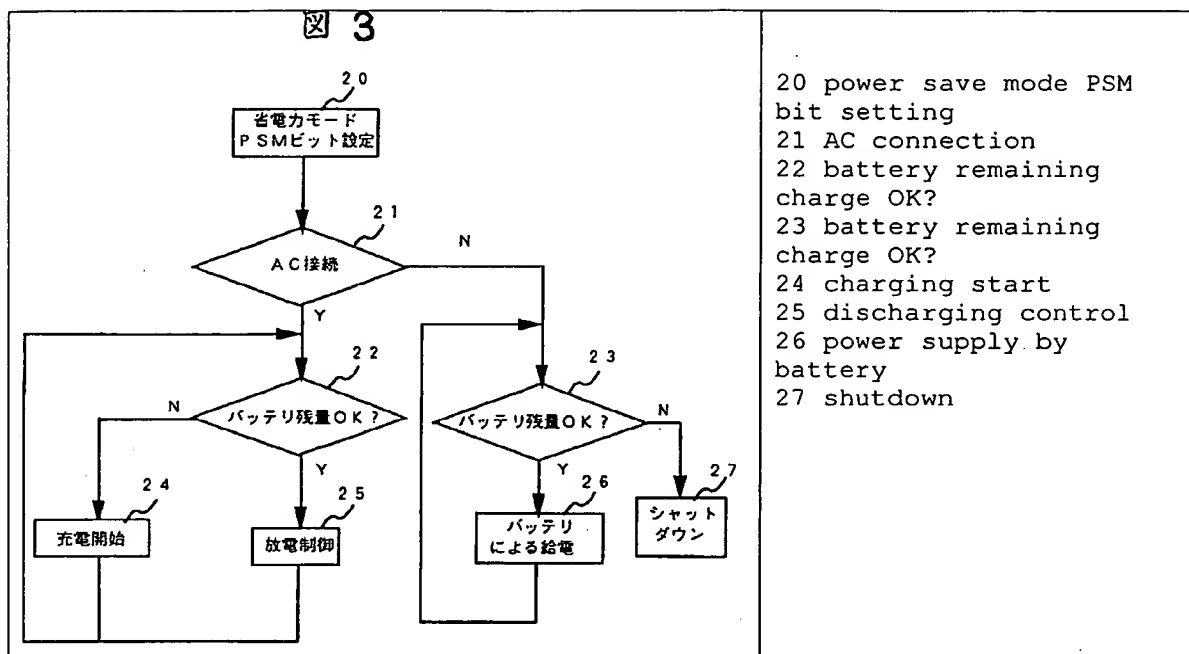 図 3
20
省電力モード
PSMビット設定
21
AC接続
N
Y
22
バッテリ残量OK?
N
Y
23
バッテリ残量OK?
N
Y
24
充電開始
25
放電制御
26
バッテリ
による給電
27
シャット
ダウン
20 power save mode PSM
bit setting
21 AC connection
22 battery remaining
charge OK?
23 battery remaining
charge OK?
24 charging start
25 discharging control
26 power supply by
battery
27 shutdown